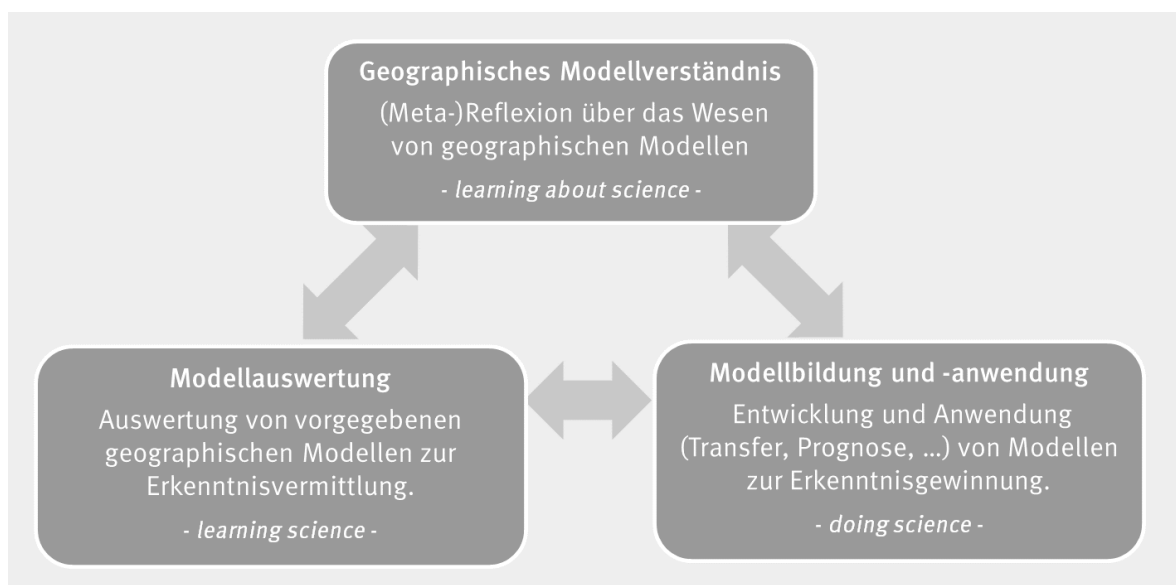 Geographisches Modellverständnis
(Meta-)Reflexion über das Wesen
von geographischen Modellen
- learning about science -
Modellauswertung
Auswertung von vorgegebenen
geographischen Modellen zur
Erkenntnisvermittlung.
- learning science -
Modellbildung und -anwendung
Entwicklung und Anwendung
(Transfer, Prognose, ...) von Modellen
zur Erkenntnisgewinnung.
- doing science -